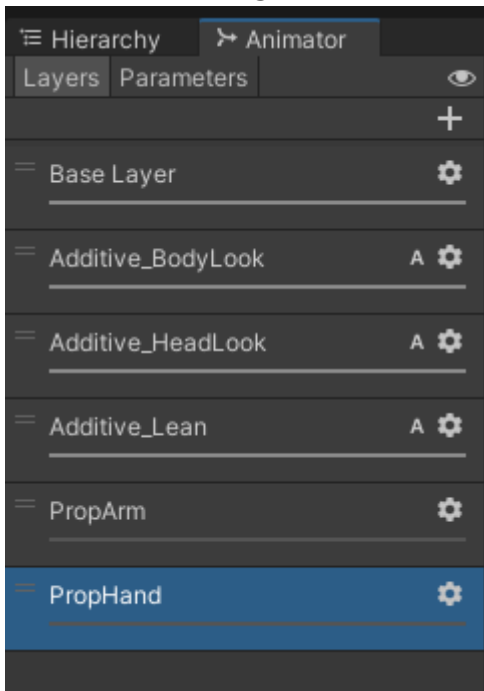 Hierarchy Animator
Layers Parameters
Base Layer
Additive_BodyLook A
Additive_HeadLook A
Additive_Lean A
PropArm
PropHand